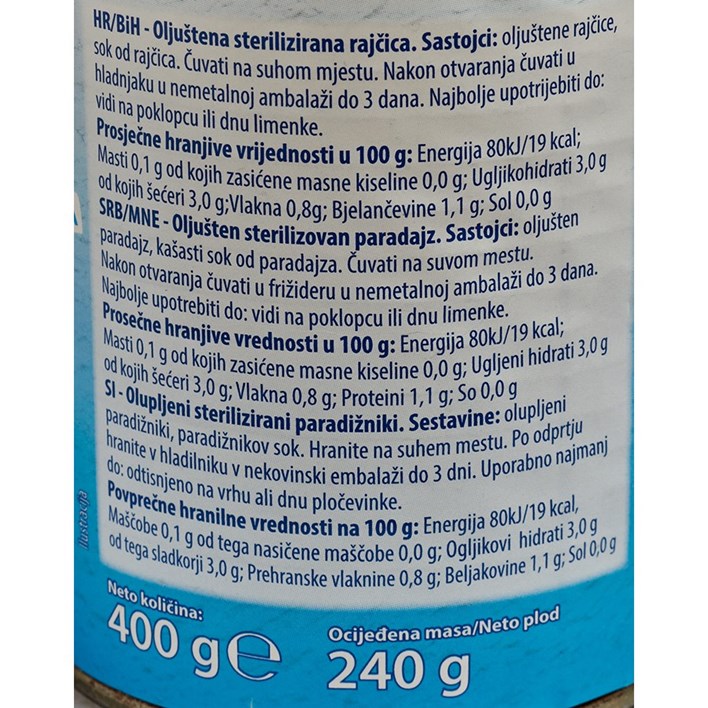 HR/BiH - Oljuštena sterilizirana rajčica. Sastojci: oljuštene rajčice,
sok od rajčica. Čuvati na suhom mjestu. Nakon otvaranja čuvati u
hladnjaku u nemetalnoj ambalaži do 3 dana. Najbolje upotrijebiti do:
vidi na poklopcu ili dnu limenke.
Prosječne hranjive vrijednosti u 100 g: Energija 80kJ/19 kcal;
Masti 0,1 g od kojih zasićene masne kiseline 0,0 g; Ugljikohidrati 3,0 g
od kojih šećeri 3,0 g;Vlakna 0,8g; Bjelančevine 1,1 g; Sol 0,0 g
SRB/MNE - Oljušten sterilizovan paradajz. Sastojci: oljušten
paradajz, kašasti sok od paradajza. Čuvati na suvom mestu.
Nakon otvaranja čuvati u frižideru u nemetalnoj ambalaži do 3 dana.
Najbolje upotrebiti do: vidi na poklopcu ili dnu limenke.
Prosečne hranjive vrednosti u 100 g: Energija 80kJ/19 kcal;
Masti 0,1 g od kojih zasićene masne kiseline 0,0 g; Ugljeni hidrati 3,0 g
od kojih šećeri 3,0 g; Vlakna 0,8 g; Proteini 1,1 g; So 0,0 g
SI - Olupljeni sterilizirani paradižniki. Sestavine: olupljeni
paradižniki, paradižnikov sok. Hranite na suhem mestu. Po odprtju
hranite v hladilniku v nekovinski embalaži do 3 dni. Uporabno najmanj
do: odtisnjeno na vrhu ali dnu pločevinke.
Povprečne hranilne vrednosti na 100 g: Energija 80kJ/19 kcal,
Maščobe 0,1 g od tega nasičene maščobe 0,0 g; Ogljikovi hidrati 3,0 g
od tega sladkorji 3,0 g; Prehranske vlaknine 0,8 g; Beljakovine 1,1 g; Sol 0,0 g
Ilustracija
Neto količina:
400 g e
Ocijeđena masa/Neto plod
240 g